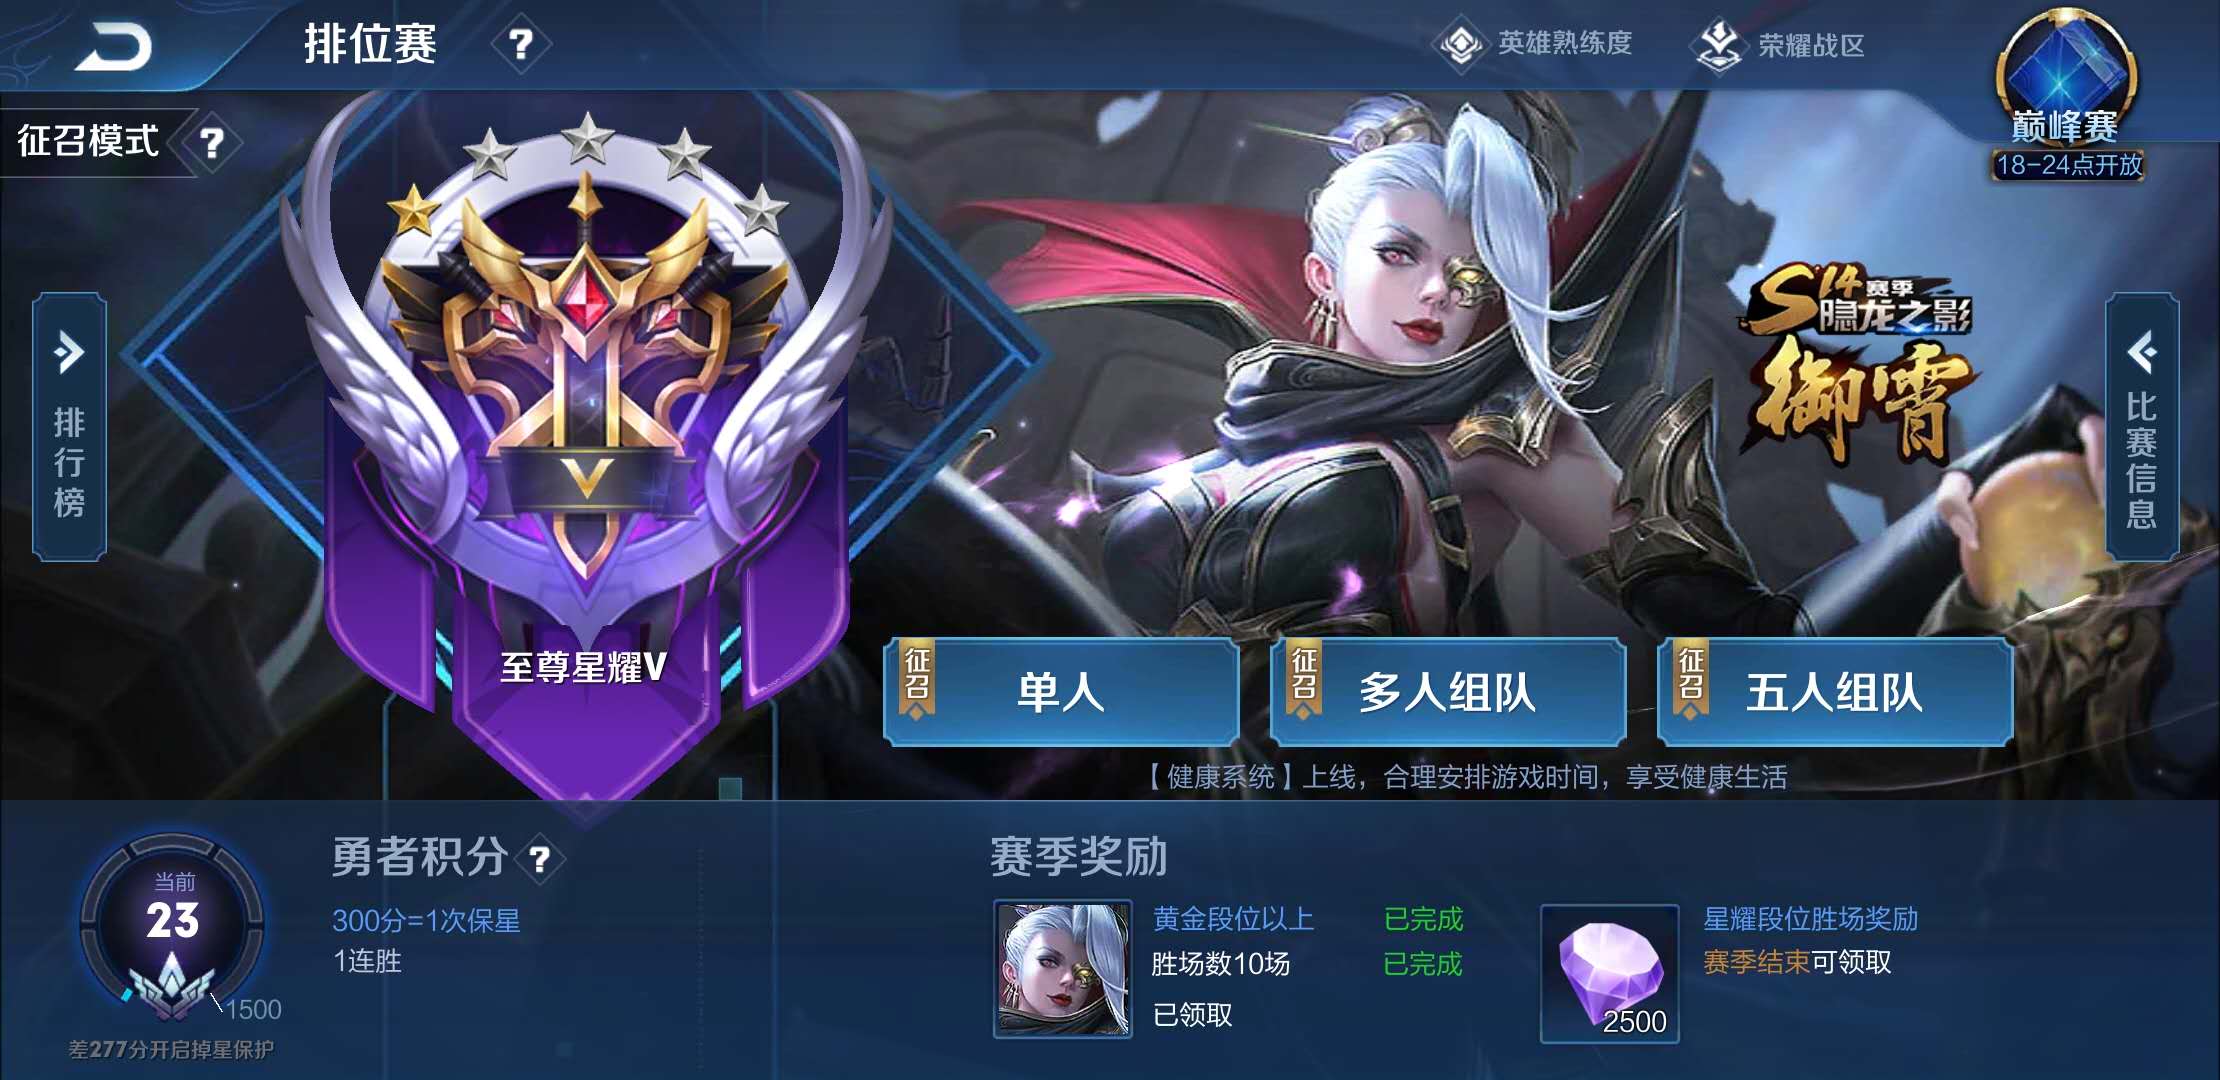 排位赛
?
英雄熟练度
荣耀战区
巅峰赛
18-24点开放
征召模式
?
排行榜
V
至尊星耀V
S14赛季
隐龙之影
御霄
比赛信息
征召
单人
征召
多人组队
征召
五人组队
【健康系统】上线，合理安排游戏时间，享受健康生活
当前
23
1500
差277分开启掉星保护
勇者积分
?
300分=1次保星
1连胜
赛季奖励
黄金段位以上 已完成
胜场数10场 已完成
已领取
2500
星耀段位胜场奖励
赛季结束可领取